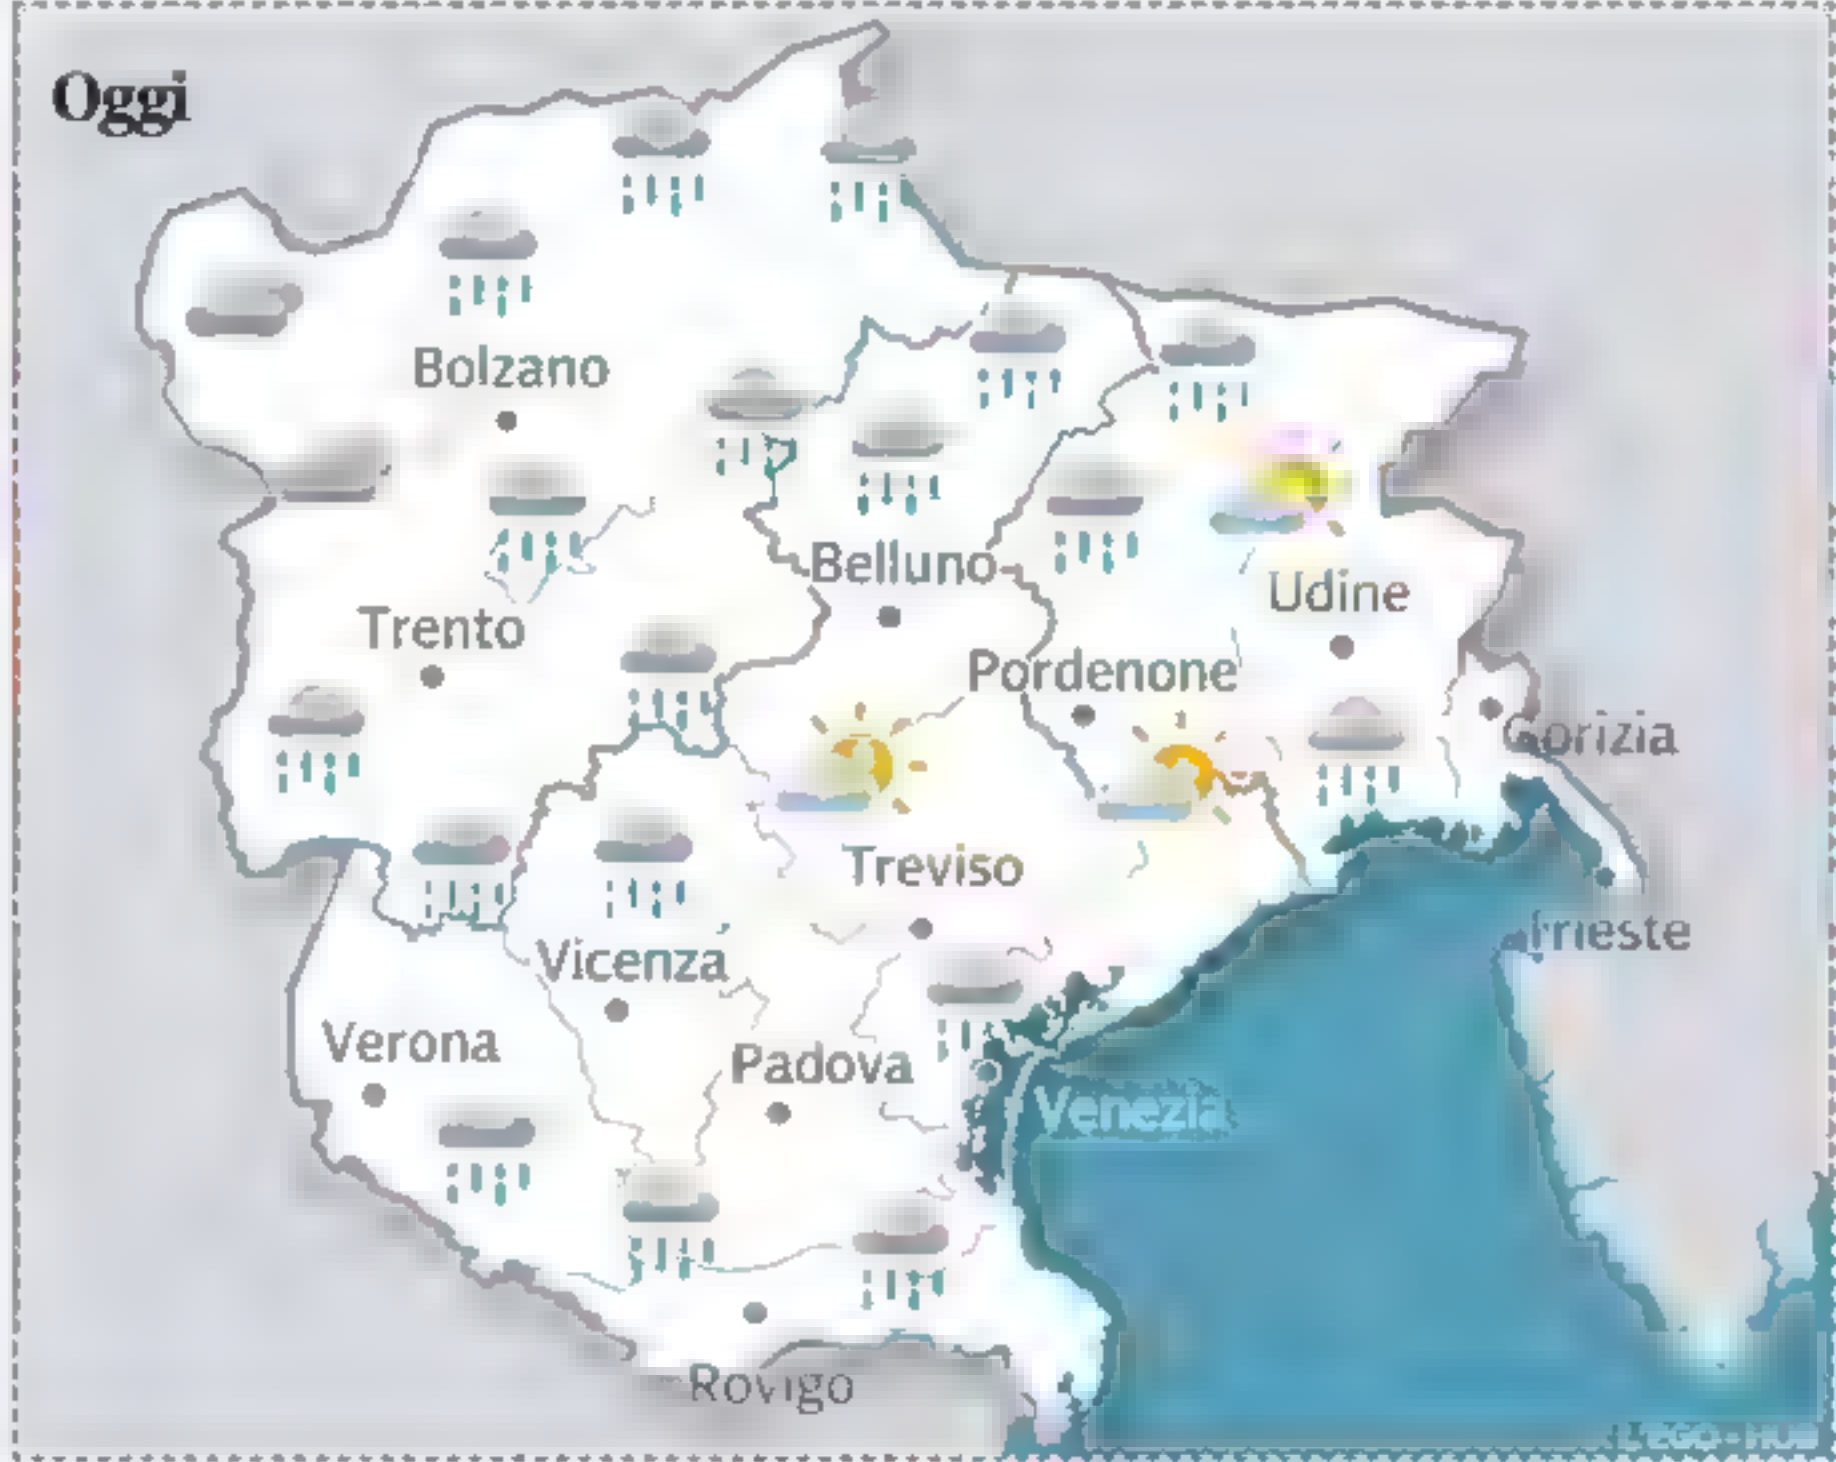 Oggi
Bolzano
Belluno
Udine
Trento
Pordenone
Gorizia
Treviso
Trieste
Vicenza
Verona
Padova
Venezia
Rovigo